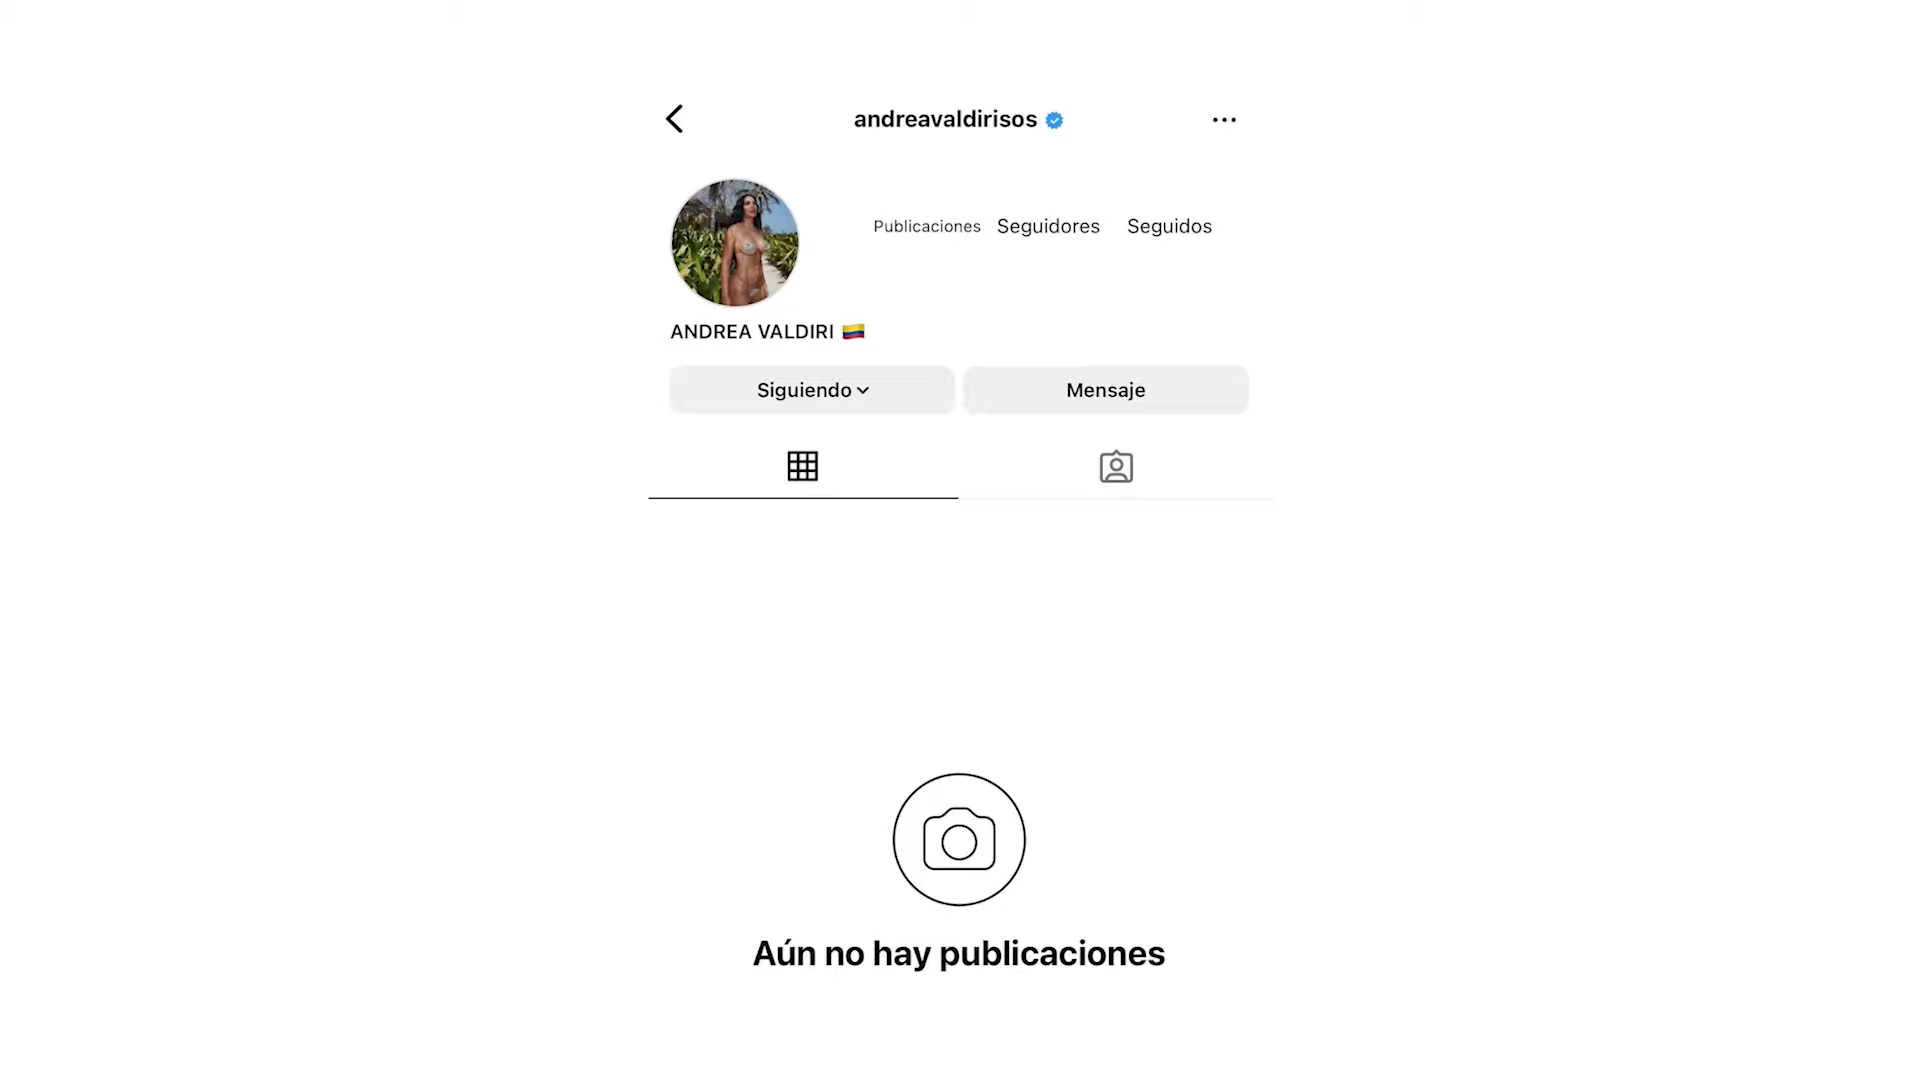 andreavaldirisos
Publicaciones Seguidores Seguidos
ANDREA VALDIRI 🇨🇴
Siguiendo
Mensaje
Aún no hay publicaciones